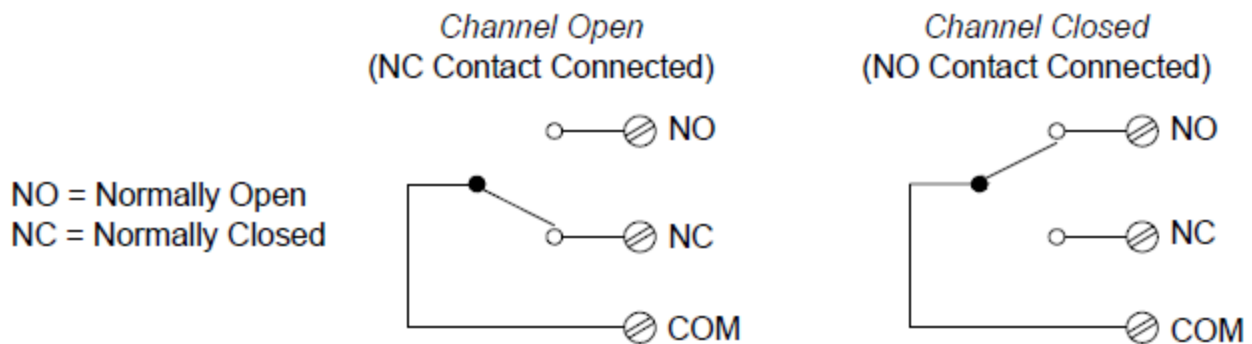 Channel Open
(NC Contact Connected)
NO
NC
COM
Channel Closed
(NO Contact Connected)
NO
NC
COM
NO = Normally Open
NC = Normally Closed